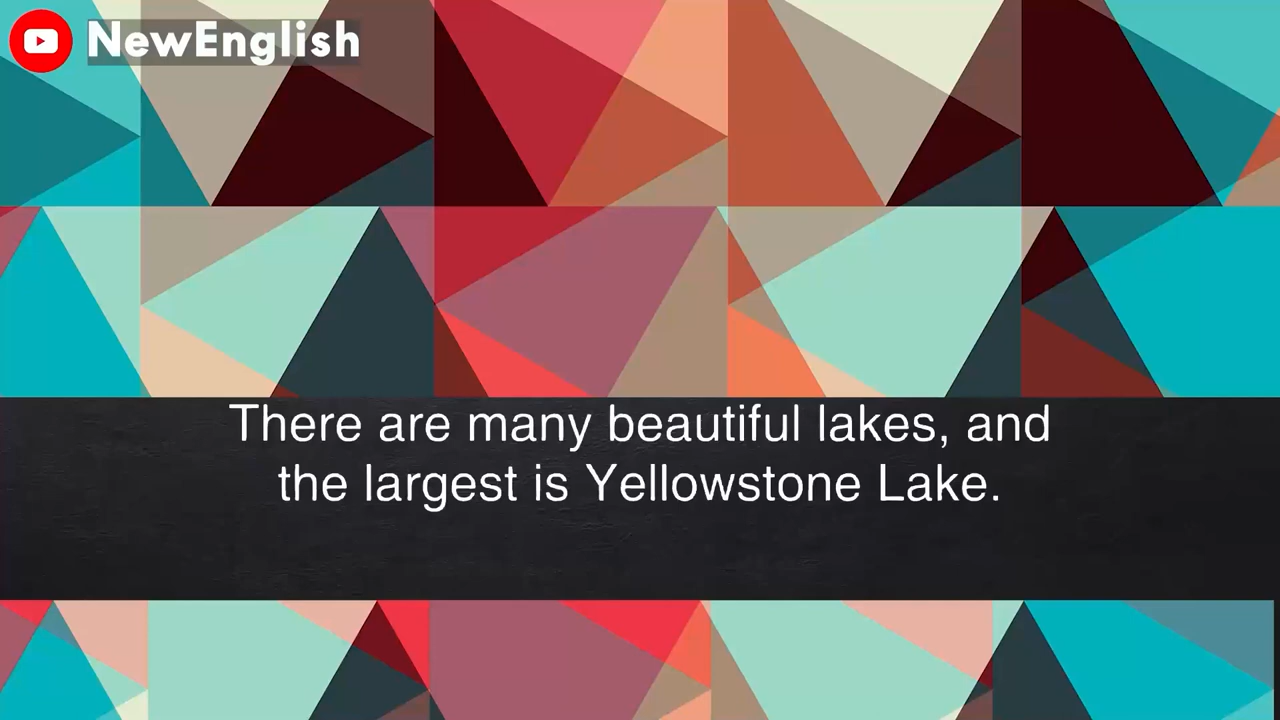 NewEnglish
There are many beautiful lakes, and
the largest is Yellowstone Lake.